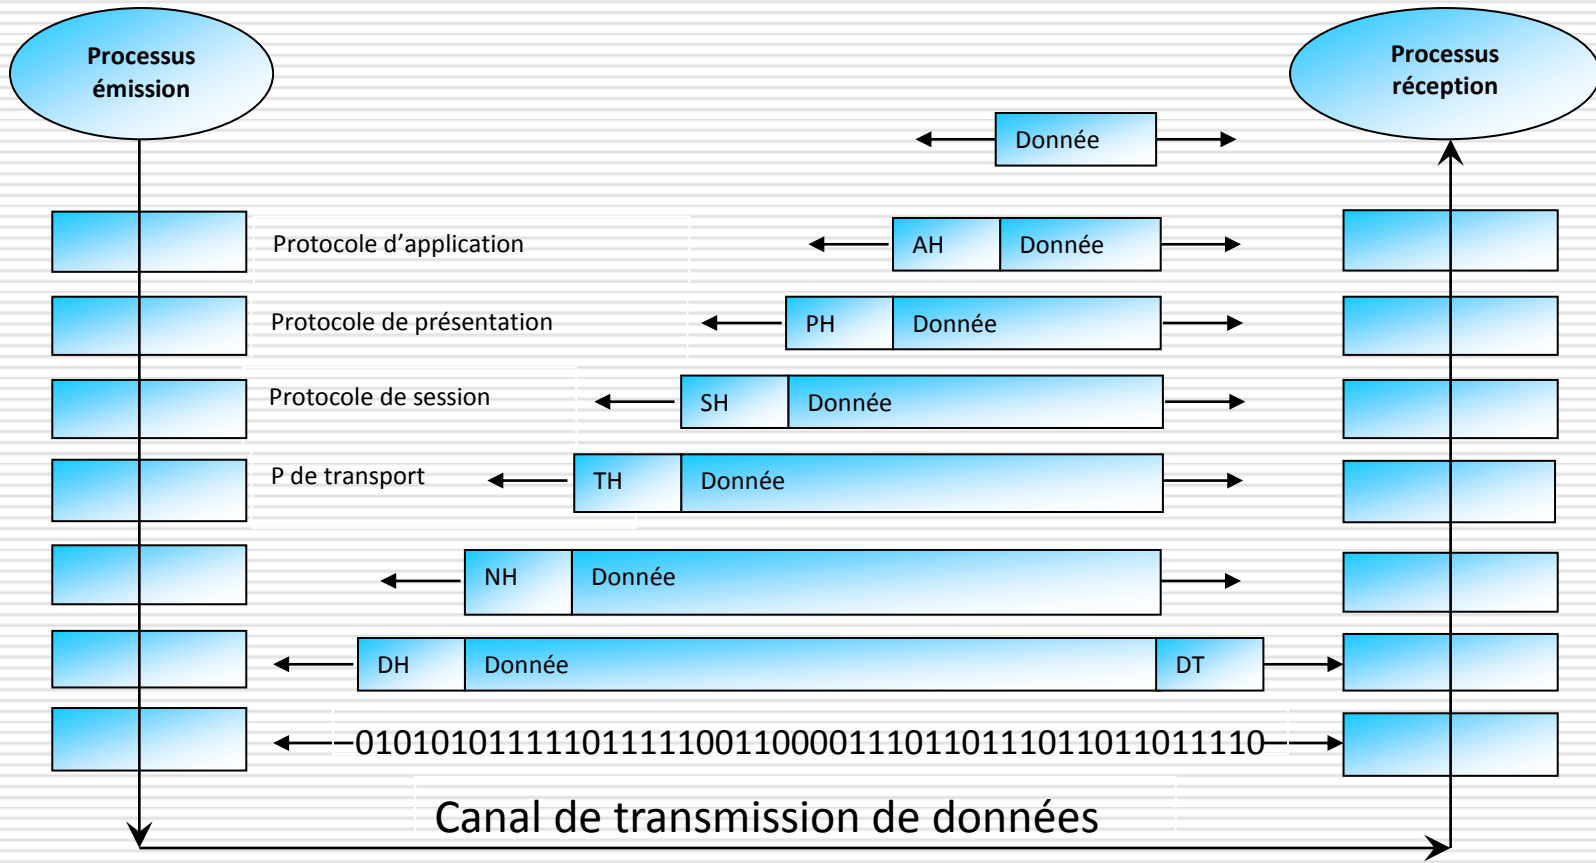 Processus
émission
Processus
réception
Donnée
Protocole d’application
AH Donnée
Protocole de présentation
PH Donnée
Protocole de session
SH Donnée
P de transport
TH Donnée
NH Donnée
DH Donnée DT
010101011111011111001100001110110111011011011110
Canal de transmission de données